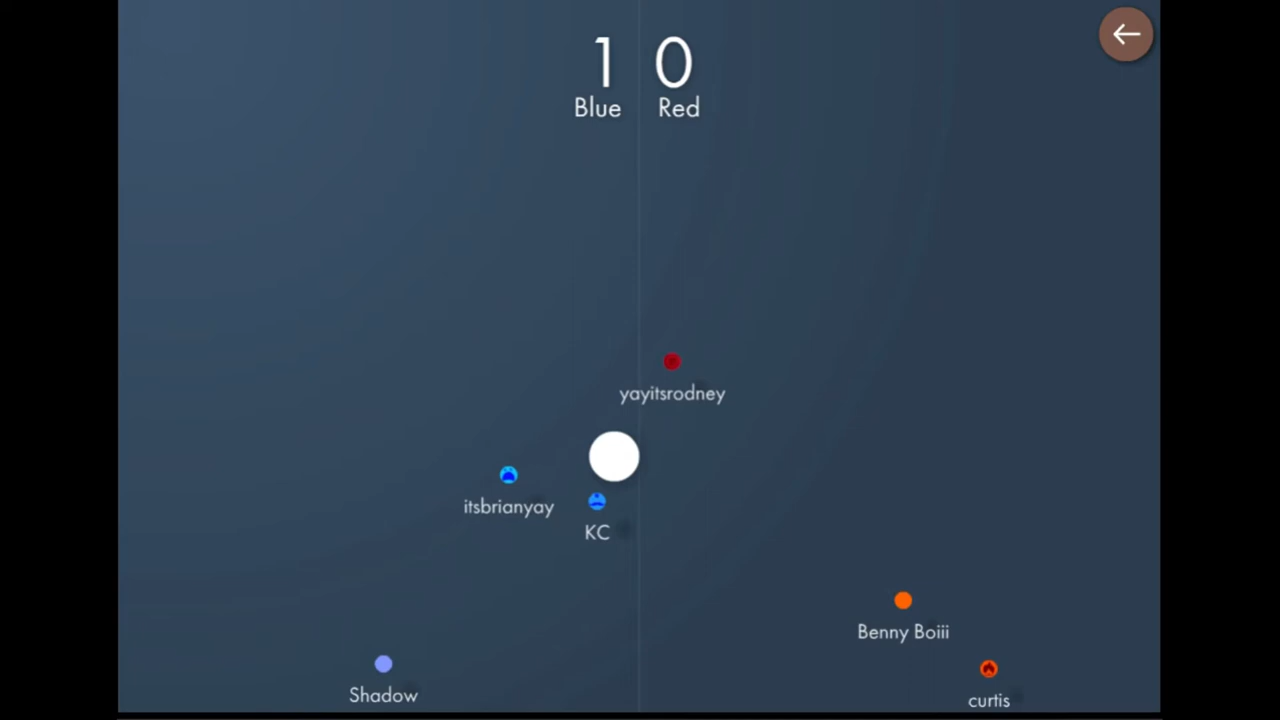 1 0
Blue Red
yayitsrodney
itsbrianyay
KC
Benny Boiii
Shadow
curtis